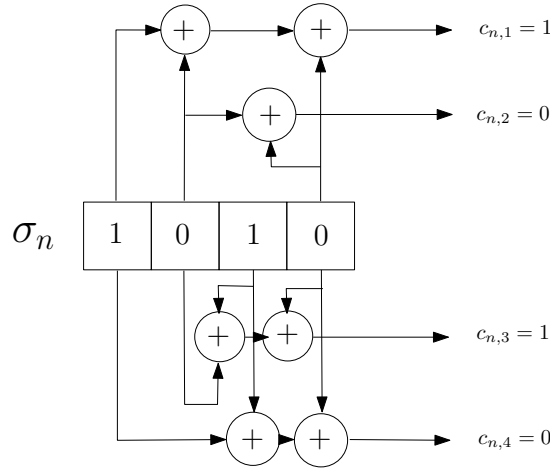 + + c_{n,1} = 1
+ c_{n,2} = 0
σ_n 1 0 1 0
+ + c_{n,3} = 1
+ + c_{n,4} = 0